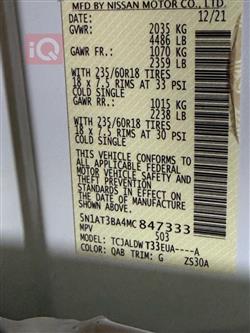 MFD BY NISSAN MOTOR CO., LTD.
DATE: 12/21
GVWR: 2035 KG
4486 LB
GAWR FR.: 1070 KG
2359 LB
WITH 235/60R18 TIRES
18 x 7.5 RIMS AT 33 PSI
COLD SINGLE
GAWR RR.: 1015 KG
2238 LB
WITH 235/60R18 TIRES
18 x 7.5 RIMS AT 30 PSI
COLD SINGLE
THIS VEHICLE CONFORMS TO
ALL APPLICABLE FEDERAL
MOTOR VEHICLE SAFETY AND
THEFT PREVENTION
STANDARDS IN EFFECT ON
THE DATE OF MANUFACTURE
SHOWN ABOVE.
5N1AT3BA4MC847333
MPV 503
MODEL: TCJALDWT33EUA----A
COLOR: QAB TRIM: G ZS30A
iQ